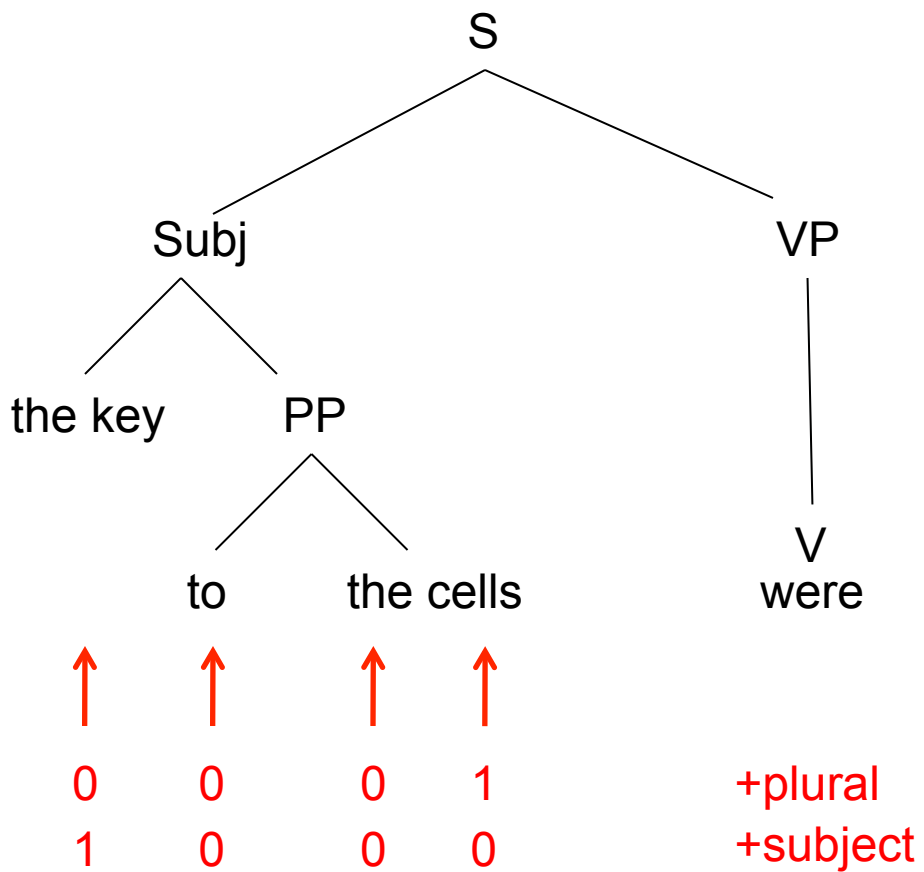 S
Subj VP
the key PP
V
to the cells were
0 0 0 1 +plural
1 0 0 0 +subject